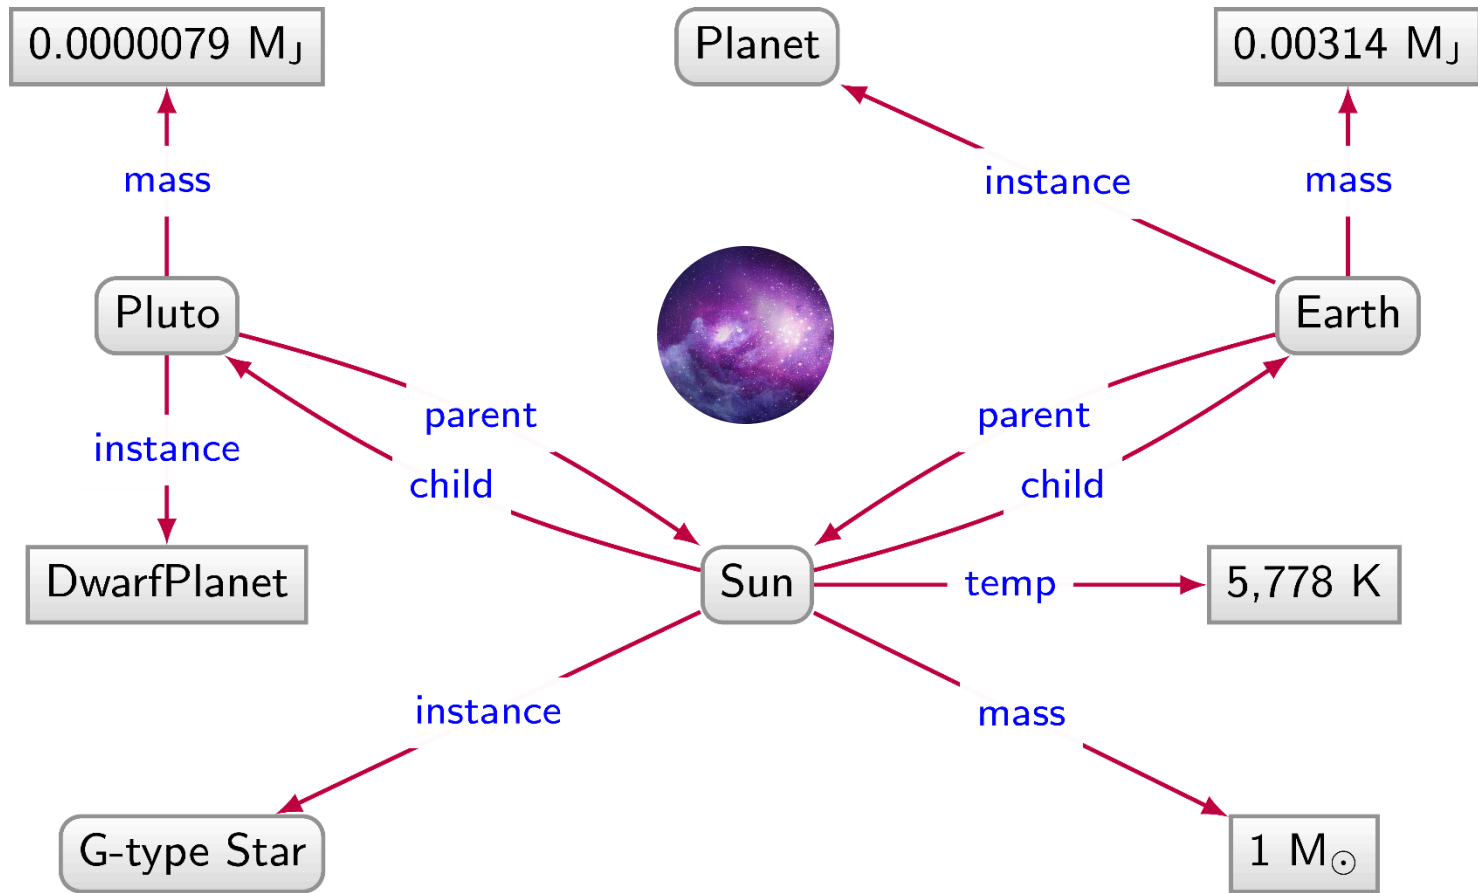 0.0000079 MJ
Planet
0.00314 MJ
mass
instance
mass
Pluto
Earth
parent
parent
instance
child
child
DwarfPlanet
Sun
temp
5,778 K
instance
mass
G-type Star
1 M☉